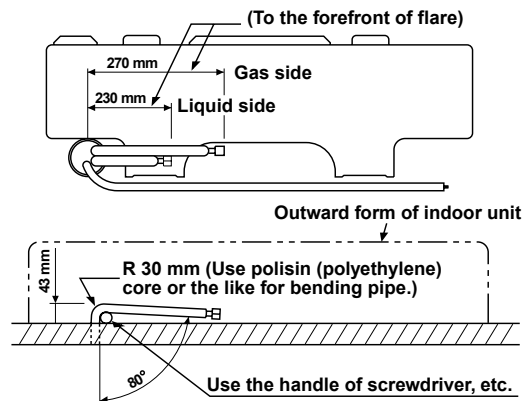 (To the forefront of flare)
270 mm
Gas side
230 mm
Liquid side
Outward form of indoor unit
43 mm
R 30 mm (Use polisin (polyethylene)
core or the like for bending pipe.)
80°
Use the handle of screwdriver, etc.